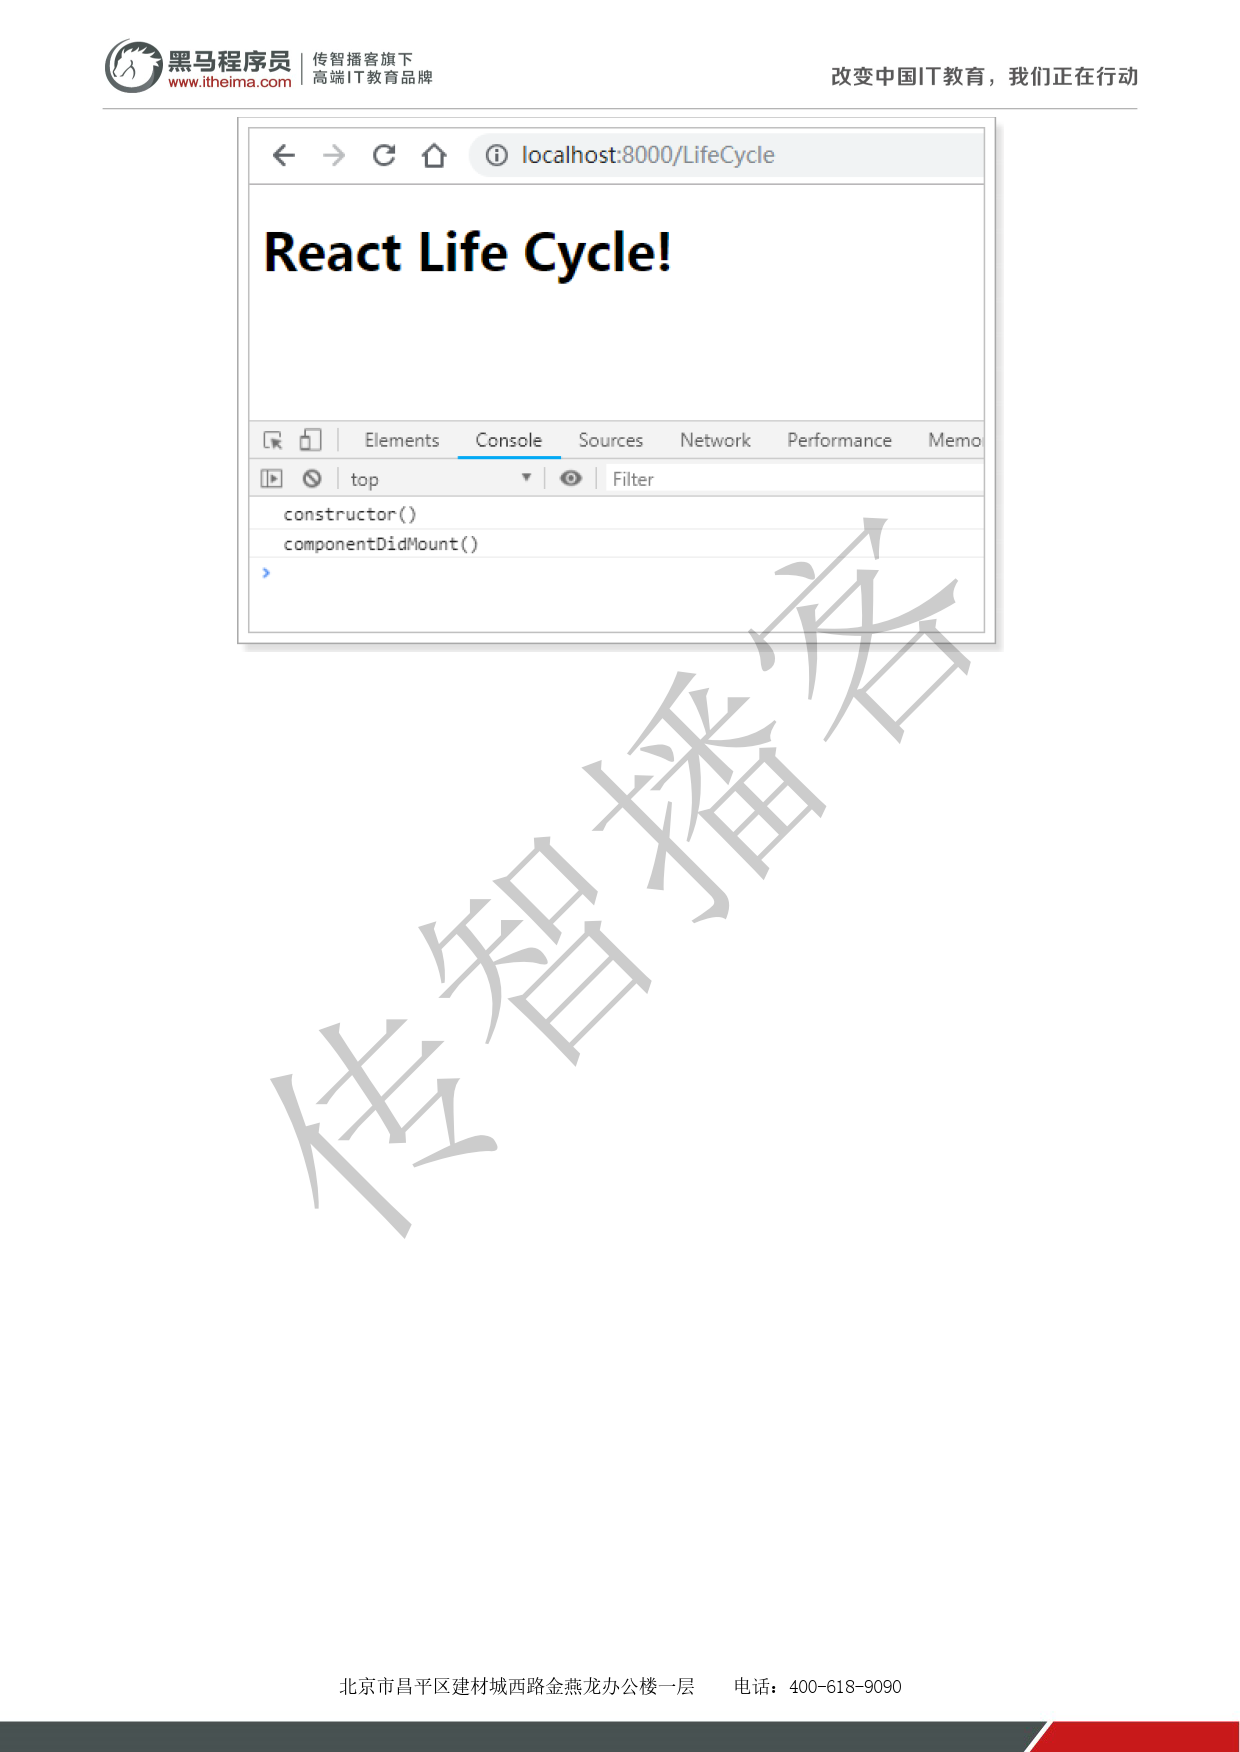 黑马程序员
www.itheima.com
传智播客旗下
高端IT教育品牌
改变中国IT教育，我们正在行动
localhost:8000/LifeCycle
React Life Cycle!
Elements Console Sources Network Performance Memo
top Filter
constructor()
componentDidMount()
传智播客
北京市昌平区建材城西路金燕龙办公楼一层 电话：400-618-9090